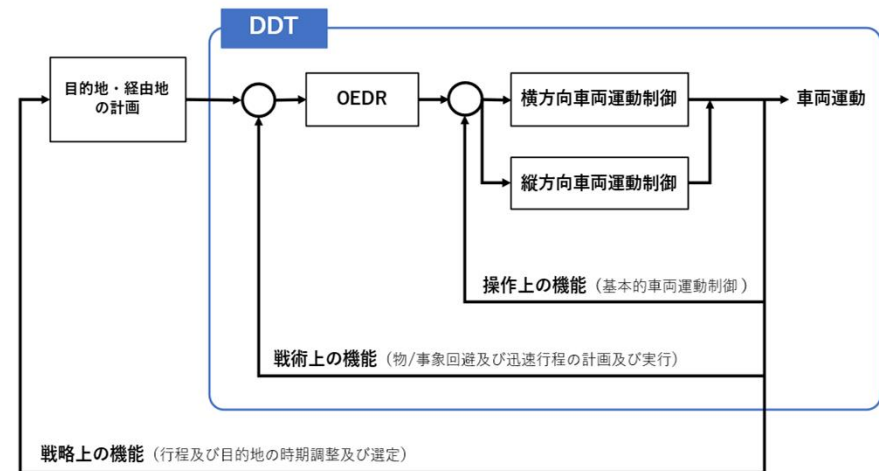 DDT
目的地・経由地
の計画
OEDR
横方向車両運動制御
車両運動
縦方向車両運動制御
操作上の機能（基本的車両運動制御）
戦術上の機能（物/事象回避及び迅速行程の計画及び実行）
戦略上の機能（行程及び目的地の時期調整及び選定）